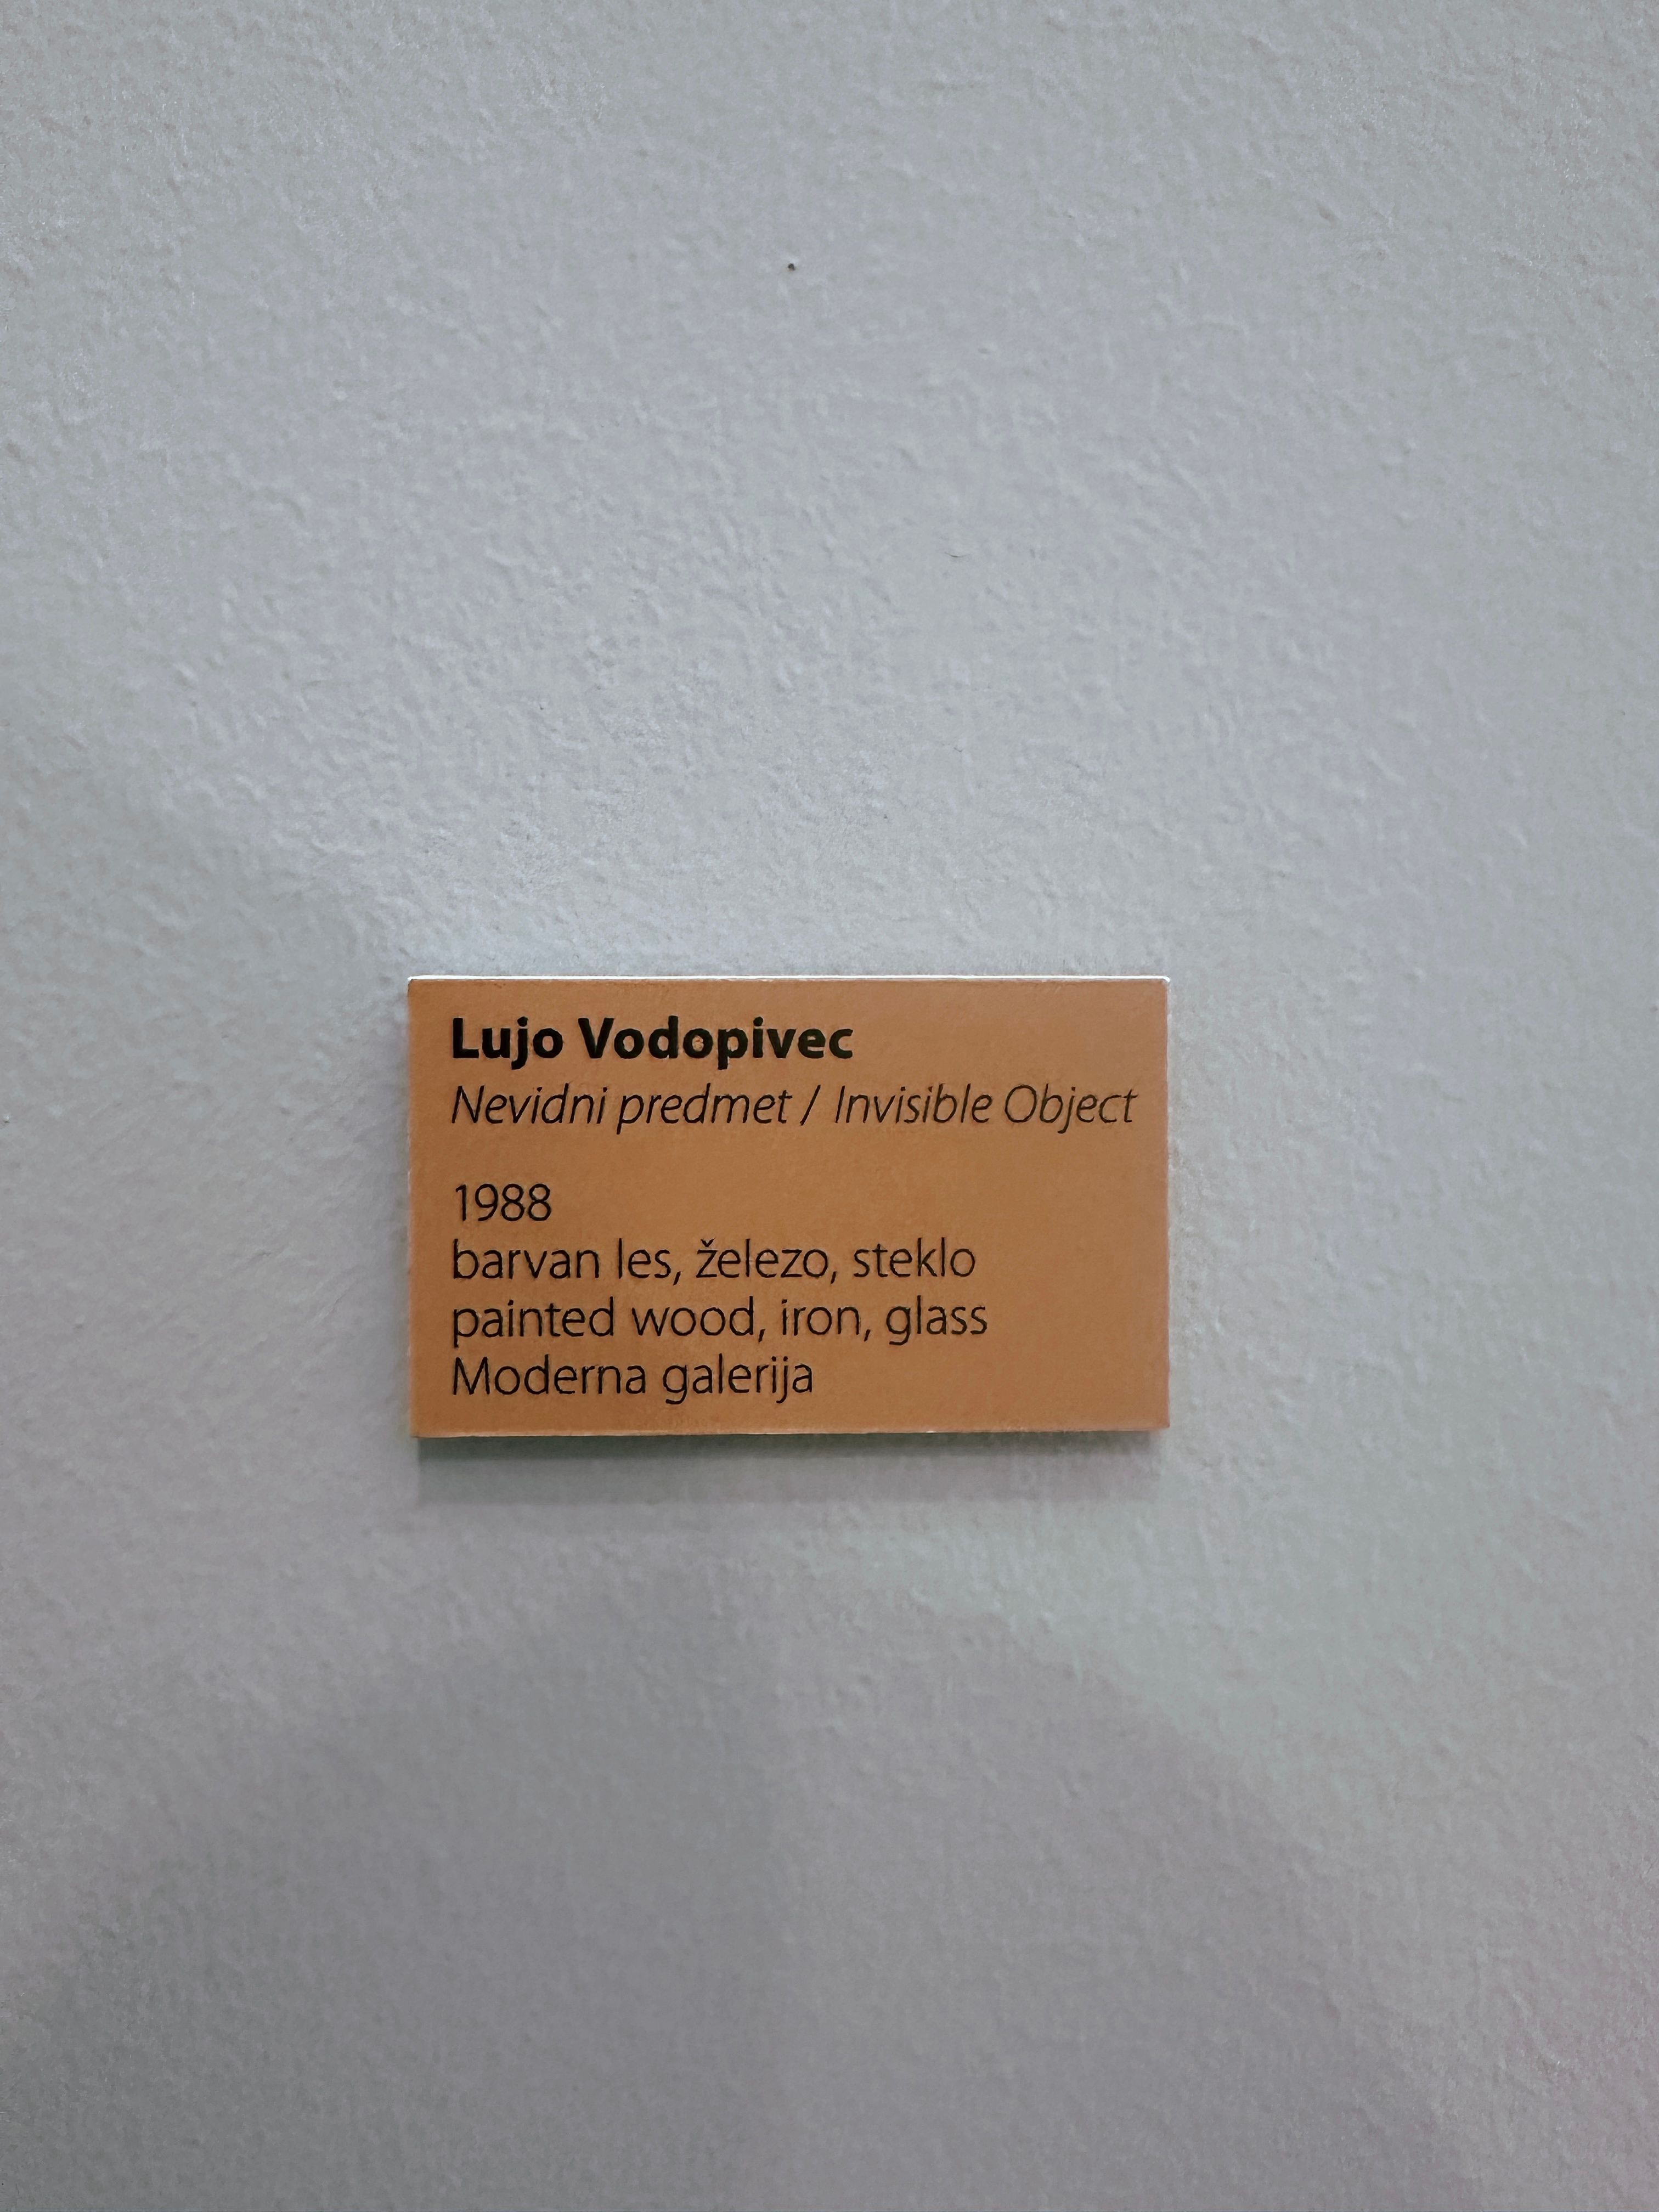 Lujo Vodopivec
Nevidni predmet / Invisible Object
1988
barvan les, železo, steklo
painted wood, iron, glass
Moderna galerija